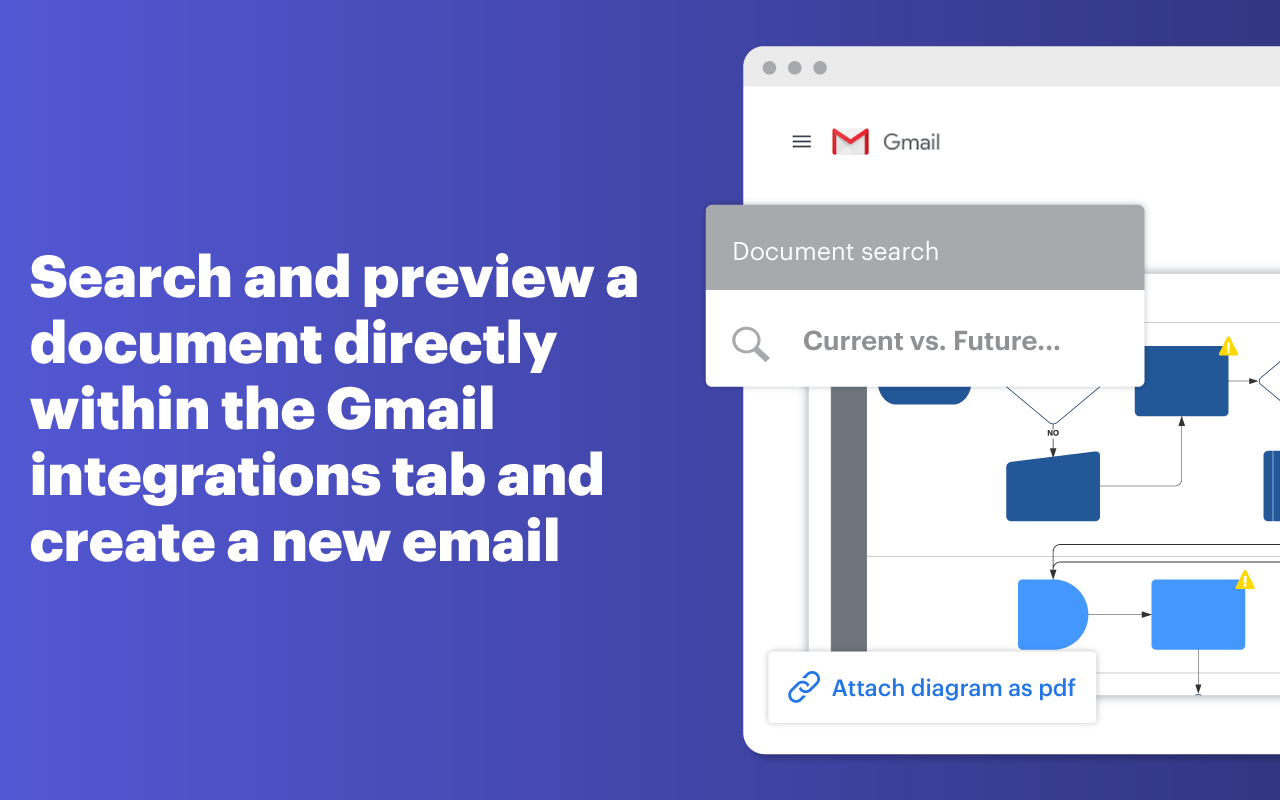 Search and preview a
document directly
within the Gmail
integrations tab and
create a new email
Gmail
Document search
Current vs. Future...
NO
Attach diagram as pdf